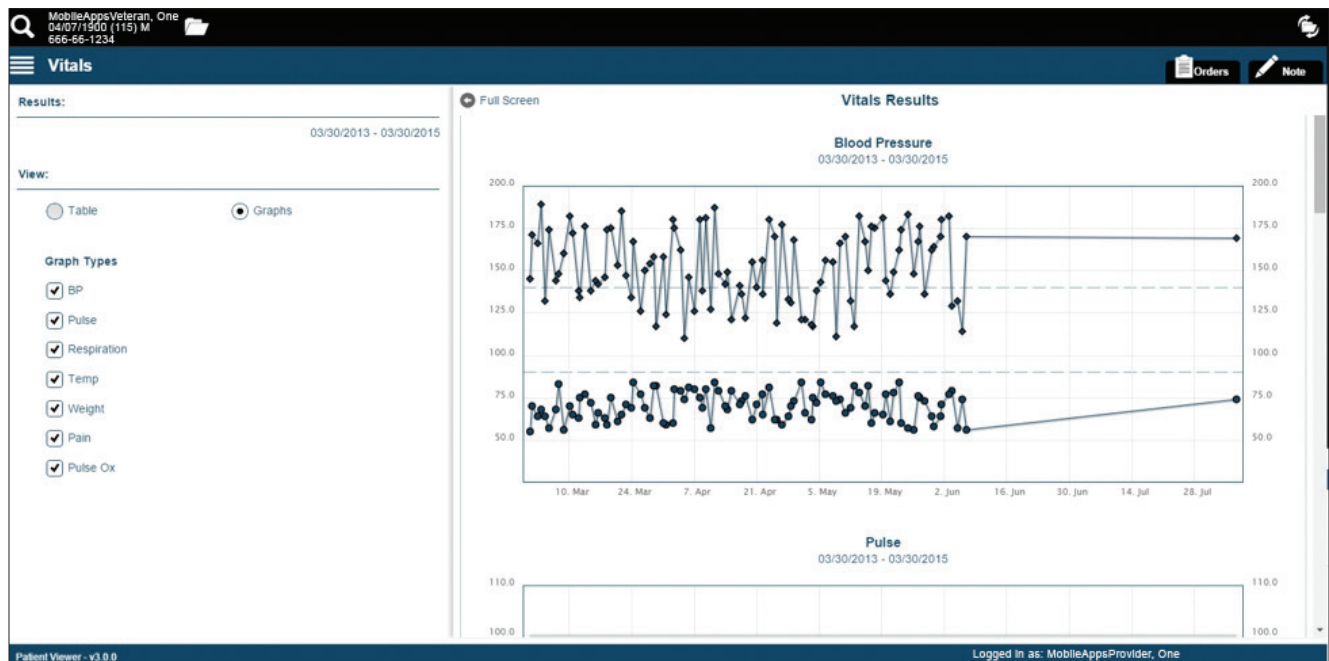 MobileAppsVeteran, One
04/07/1900 (115) M
666-66-1234
Vitals
Orders
Note
Results:
03/30/2013 - 03/30/2015
View:
Table
Graphs
Graph Types
BP
Pulse
Respiration
Temp
Weight
Pain
Pulse Ox
Full Screen
Vitals Results
Blood Pressure
03/30/2013 - 03/30/2015
200.0 200.0
175.0 175.0
150.0 150.0
125.0 125.0
100.0 100.0
75.0 75.0
50.0 50.0
10. Mar 24. Mar 7. Apr 21. Apr 5. May 19. May 2. Jun 16. Jun 30. Jun 14. Jul 28. Jul
Pulse
03/30/2013 - 03/30/2015
110.0 110.0
100.0 100.0
Patient Viewer - v3.0.0
Logged in as: MobileAppsProvider, One